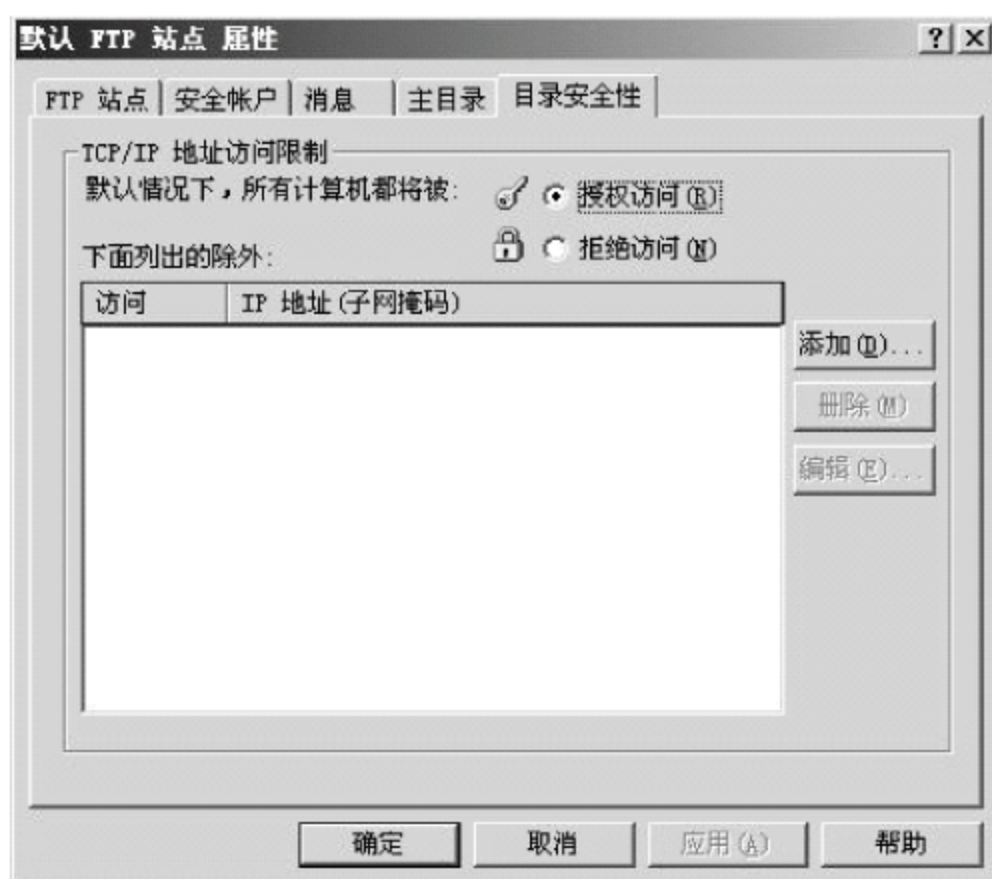 默认 FTP 站点 属性
FTP 站点 安全帐户 消息 主目录 目录安全性
TCP/IP 地址访问限制
默认情况下，所有计算机都将被: 授权访问(R)
下面列出的除外: 拒绝访问(N)
访问 IP 地址(子网掩码)
添加(D)...
删除(M)
编辑(E)...
确定 取消 应用(A) 帮助